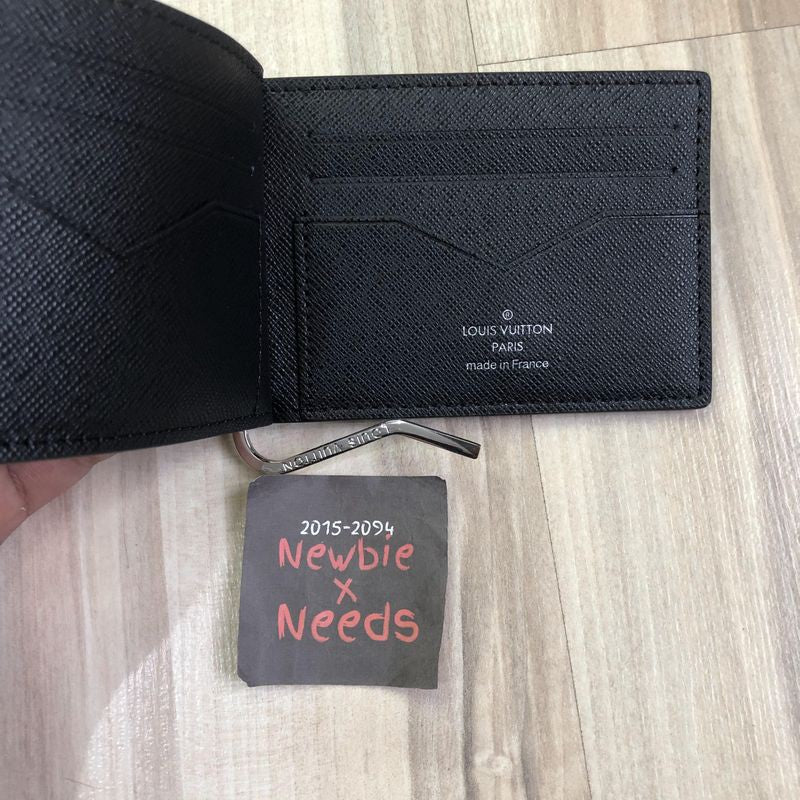 ®
LOUIS VUITTON
PARIS
made in France
LOUIS VUITTON
2015-2094
Newbie
x
Needs